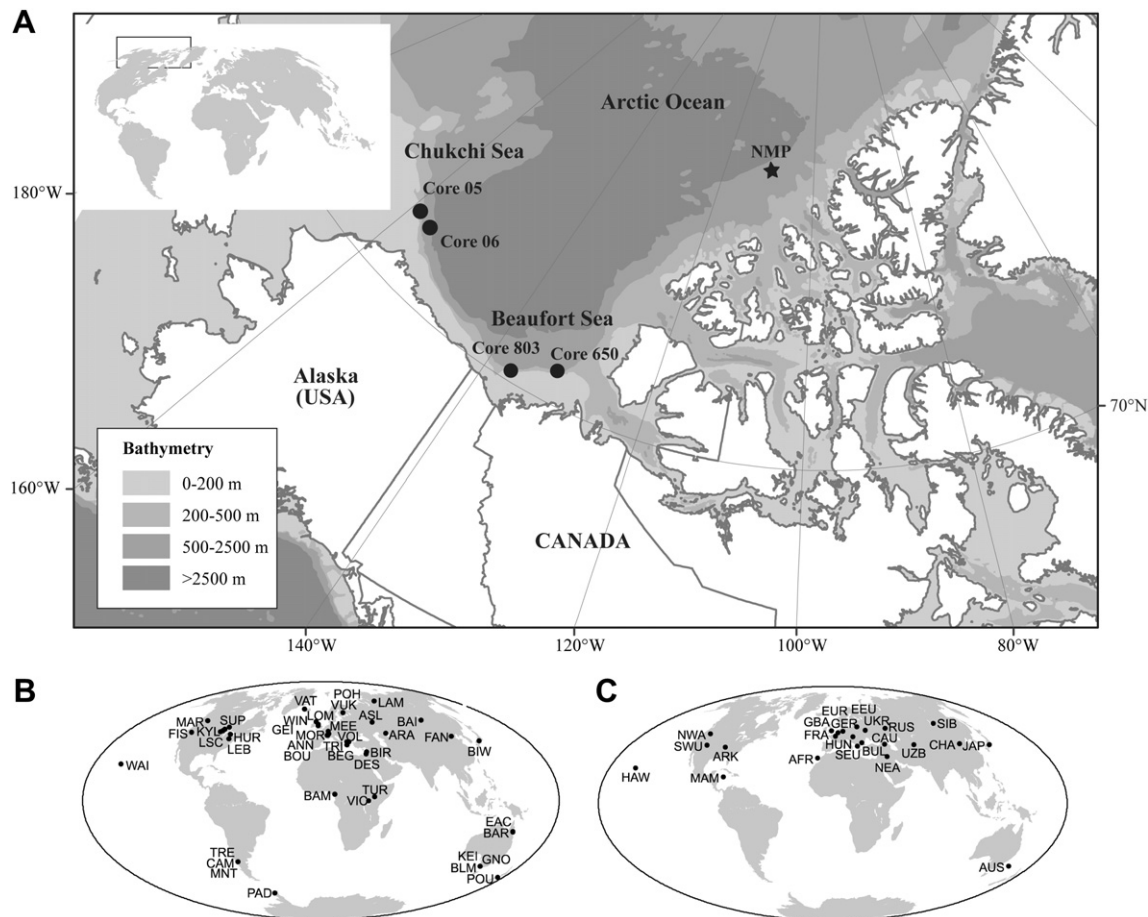 A
Arctic Ocean
Chukchi Sea
NMP
180°W
Core 05
Core 06
Beaufort Sea
Core 803
Core 650
Alaska
(USA)
70°N
Bathymetry
0-200 m
200-500 m
500-2500 m
>2500 m
160°W
CANADA
140°W
120°W
100°W
80°W
B
POH
VAT
VUK
LAM
WIN
LOM
ASL
MAR
SUP
GEI
MEE
BAI
FIS
KYL
HUR
MOR
VOL
ARA
FAN
LSC
ANN
TRI
BIR
BIW
LEB
BOU
BEG
DES
WAI
BAM
TUR
VIC
EAC
BAR
TRE
CAM
MNT
KEI
GNO
BLM
POU
PAD
C
EUR
EEU
GBA
GER
UKR
RUS
SIB
NWA
FRA
CAU
SWU
HUN
BUL
UZB
CHA
JAP
ARK
SEU
AFR
NEA
HAW
MAM
AUS